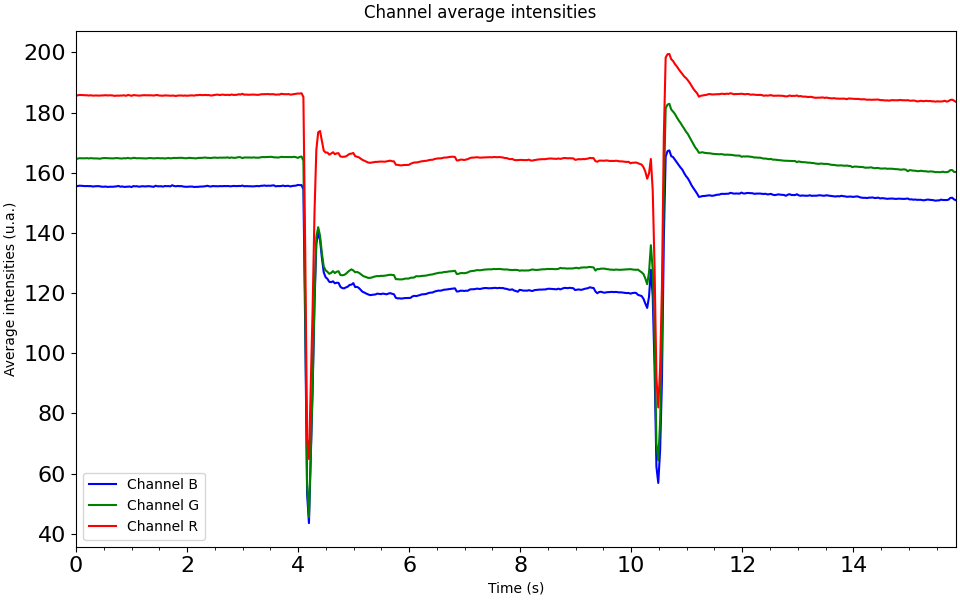 Channel average intensities
Average intensities (u.a.)
200
180
160
140
120
100
80
60
40
Channel B
Channel G
Channel R
0 2 4 6 8 10 12 14
Time (s)